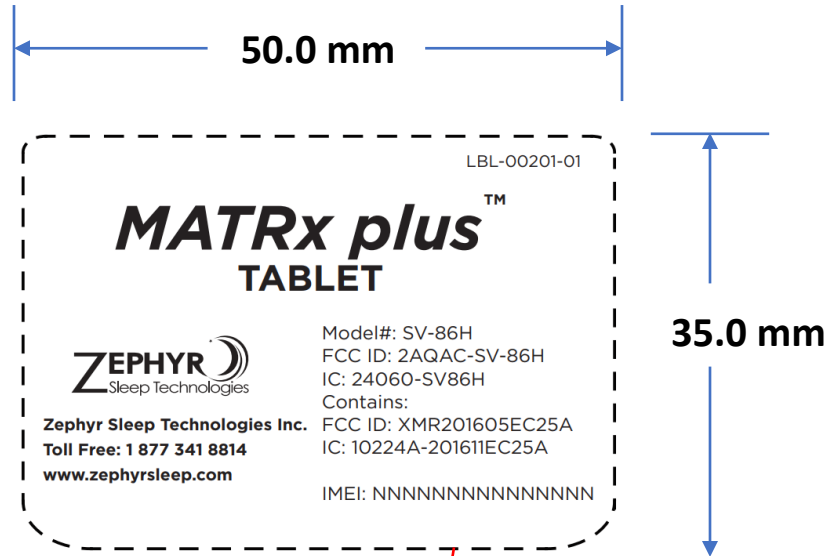 50.0 mm
LBL-00201-01
MATRx plus™
TABLET
35.0 mm
ZEPHYR
Sleep Technologies
Zephyr Sleep Technologies Inc.
Toll Free: 1 877 341 8814
www.zephyrsleep.com
Model#: SV-86H
FCC ID: 2AQAC-SV-86H
IC: 24060-SV86H
Contains:
FCC ID: XMR201605EC25A
IC: 10224A-201611EC25A
IMEI: NNNNNNNNNNNNNNN